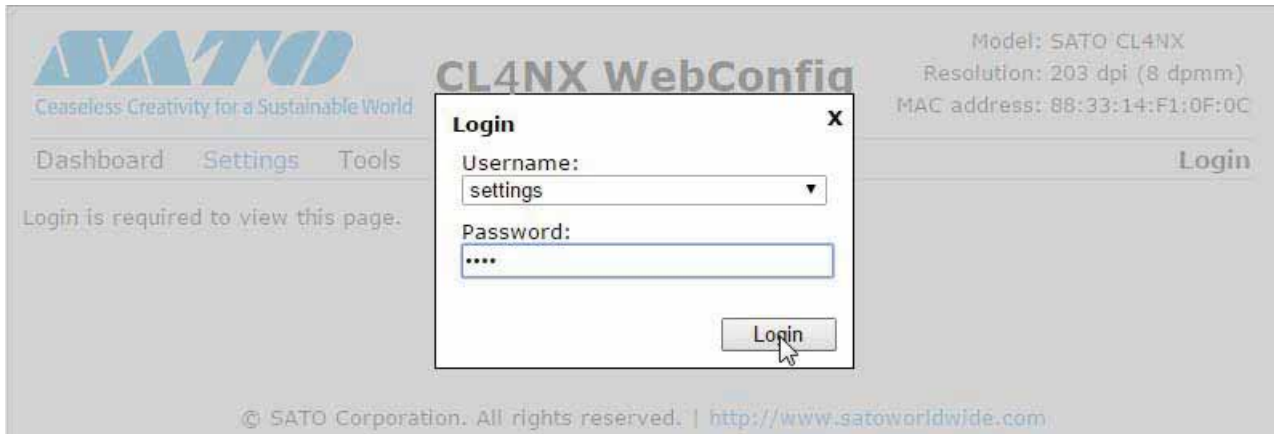 SATO
Ceaseless Creativity for a Sustainable World
CL4NX WebConfig
Model: SATO CL4NX
Resolution: 203 dpi (8 dpmm)
MAC address: 88:33:14:F1:0F:0C
Dashboard Settings Tools
Login
Login is required to view this page.
Login x
Username:
settings
Password:
••••
Login
© SATO Corporation. All rights reserved. | http://www.satoworldwide.com